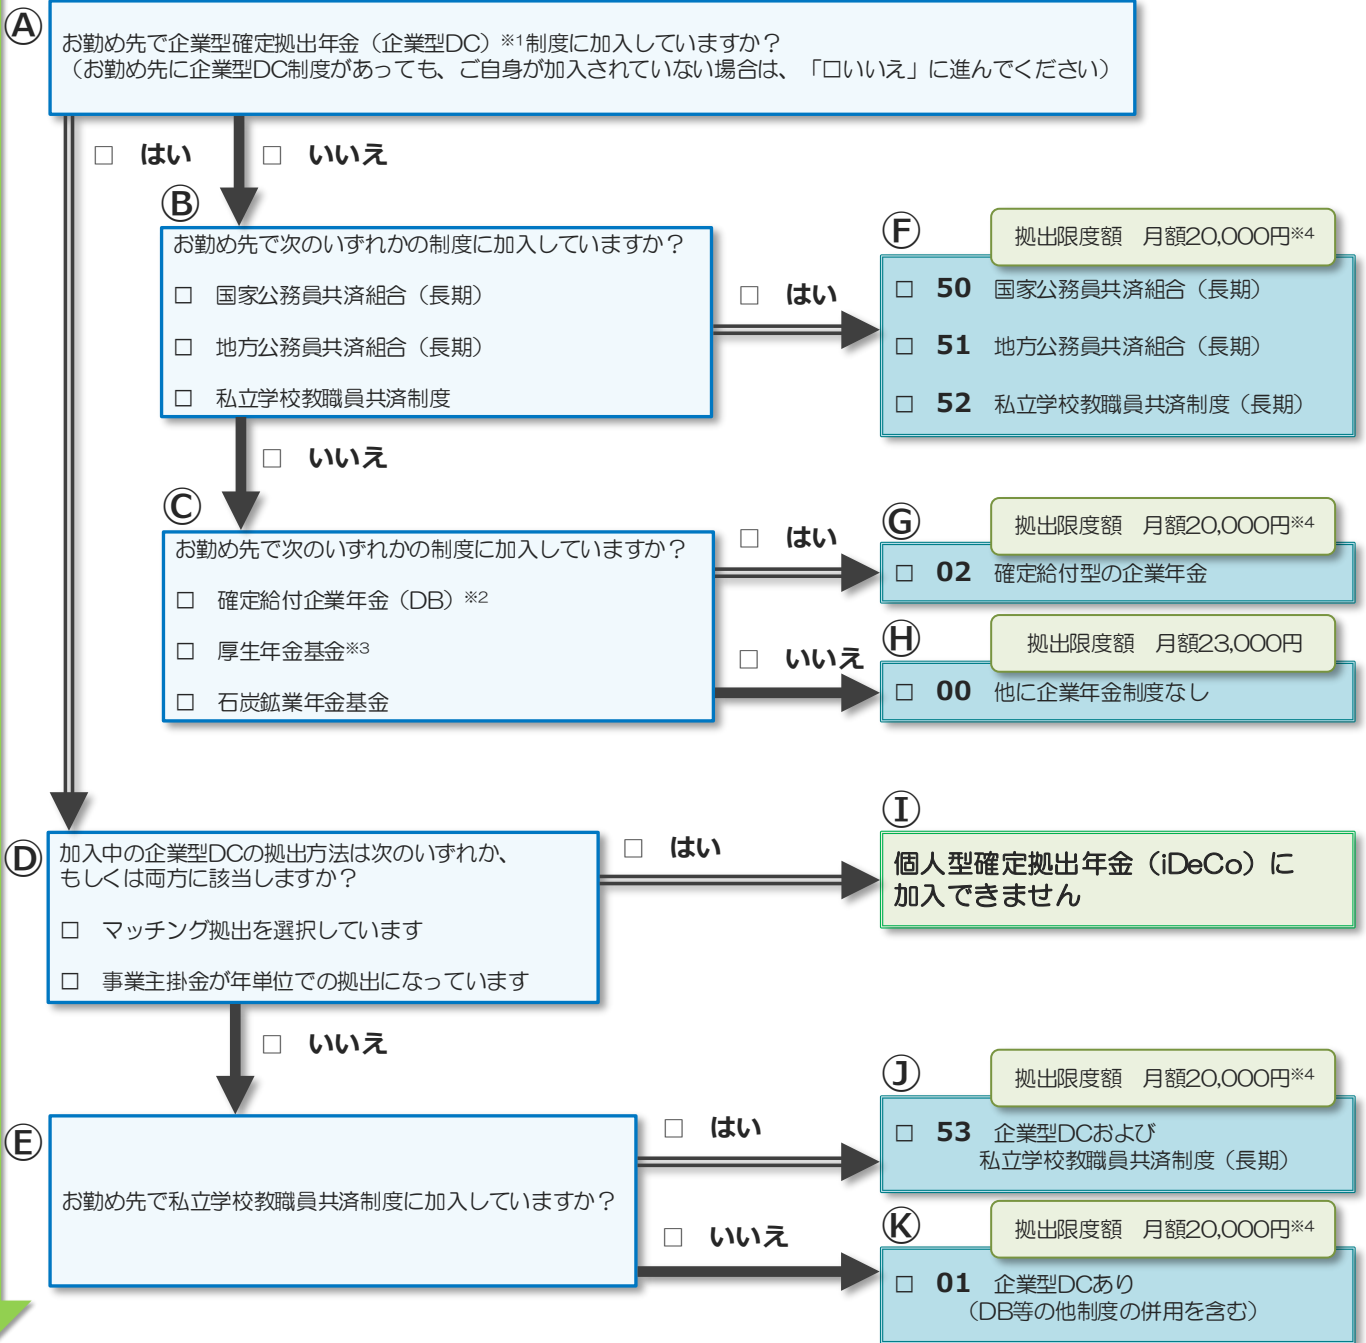 Ⓐ
お勤め先で企業型確定拠出年金（企業型DC）※1制度に加入していますか？
（お勤め先に企業型DC制度があっても、ご自身が加入されていない場合は、「□いいえ」に進んでください）
□ はい
□ いいえ
Ⓑ
お勤め先で次のいずれかの制度に加入していますか？
□ 国家公務員共済組合（長期）
□ 地方公務員共済組合（長期）
□ 私立学校教職員共済制度
□ はい
Ⓕ
拠出限度額 月額20,000円※4
□ 50 国家公務員共済組合（長期）
□ 51 地方公務員共済組合（長期）
□ 52 私立学校教職員共済制度（長期）
□ いいえ
Ⓒ
お勤め先で次のいずれかの制度に加入していますか？
□ 確定給付企業年金（DB）※2
□ 厚生年金基金※3
□ 石炭鉱業年金基金
□ はい
Ⓖ
拠出限度額 月額20,000円※4
□ 02 確定給付型の企業年金
□ いいえ
Ⓗ
拠出限度額 月額23,000円
□ 00 他に企業年金制度なし
Ⓓ
加入中の企業型DCの拠出方法は次のいずれか、
もしくは両方に該当しますか？
□ マッチング拠出を選択しています
□ 事業主掛金が年単位での拠出になっています
□ はい
Ⓘ
個人型確定拠出年金（iDeCo）に
加入できません
□ いいえ
Ⓔ
お勤め先で私立学校教職員共済制度に加入していますか？
□ はい
Ⓙ
拠出限度額 月額20,000円※4
□ 53 企業型DCおよび
私立学校教職員共済制度（長期）
□ いいえ
Ⓚ
拠出限度額 月額20,000円※4
□ 01 企業型DCあり
（DB等の他制度の併用を含む）